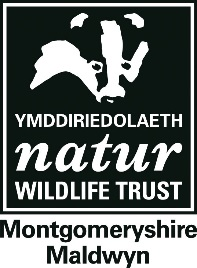 YMDDIRIEDOLAETH
natur
WILDLIFE TRUST
Montgomeryshire
Maldwyn